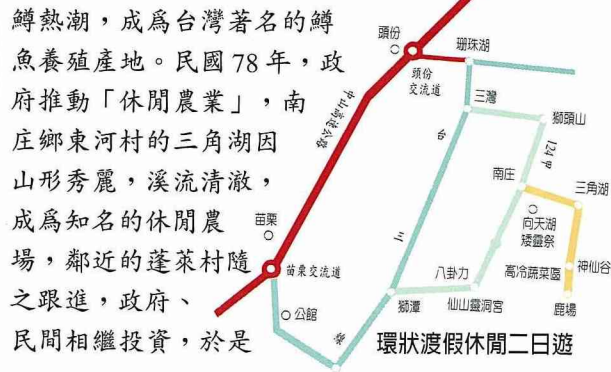 鱒熱潮，成爲台灣著名的鱒
魚養殖產地。民國 78 年，政
府推動「休閒農業」，南
庄鄉東河村的三角湖因
山形秀麗，溪流清澈，
成爲知名的休閒農
場，鄰近的蓬萊村隨
之跟進，政府、
民間相繼投資，於是
頭份
珊珠湖
頭份
交流道
三灣
獅頭山
中山高速公路
台
三
線
124甲
南庄
三角湖
向天湖
矮靈祭
苗栗
苗栗交流道
八卦力
高冷蔬菜區
神仙谷
公館
獅潭
仙山靈洞宮
鹿場
環狀渡假休閒二日遊